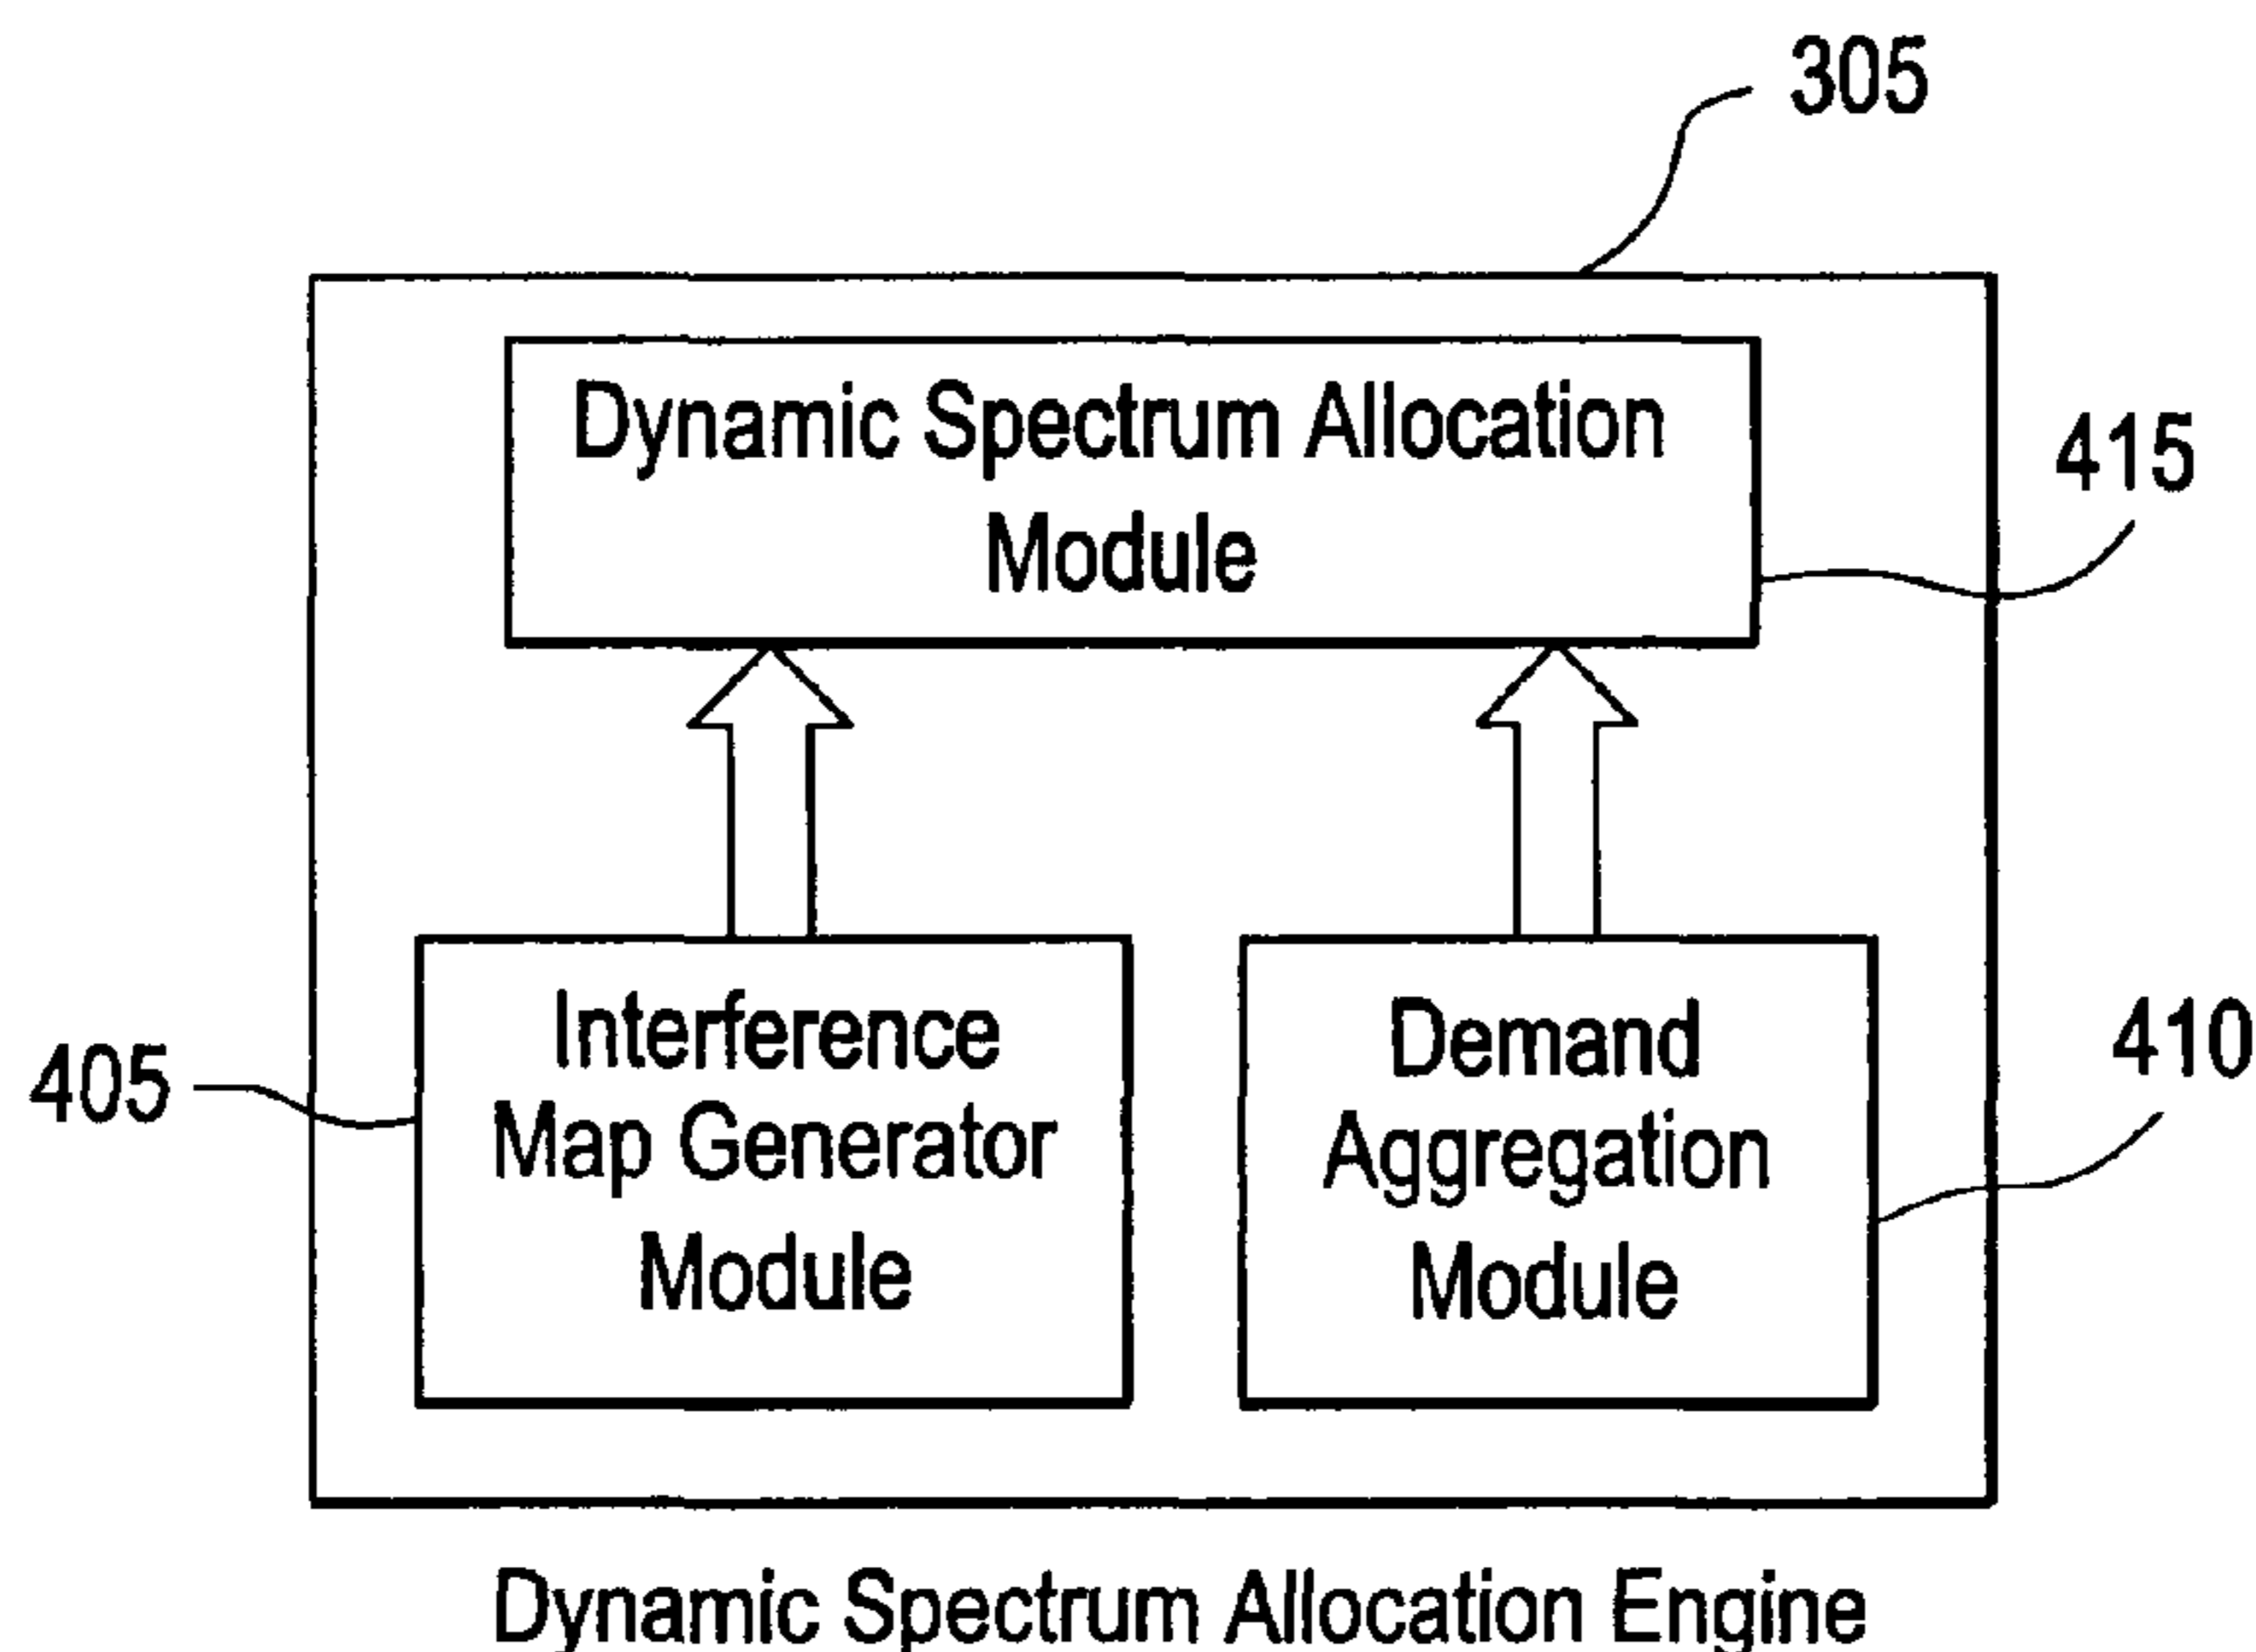 305
Dynamic Spectrum Allocation
Module
415
Interference
Map Generator
Module
405
Demand
Aggregation
Module
410
Dynamic Spectrum Allocation Engine